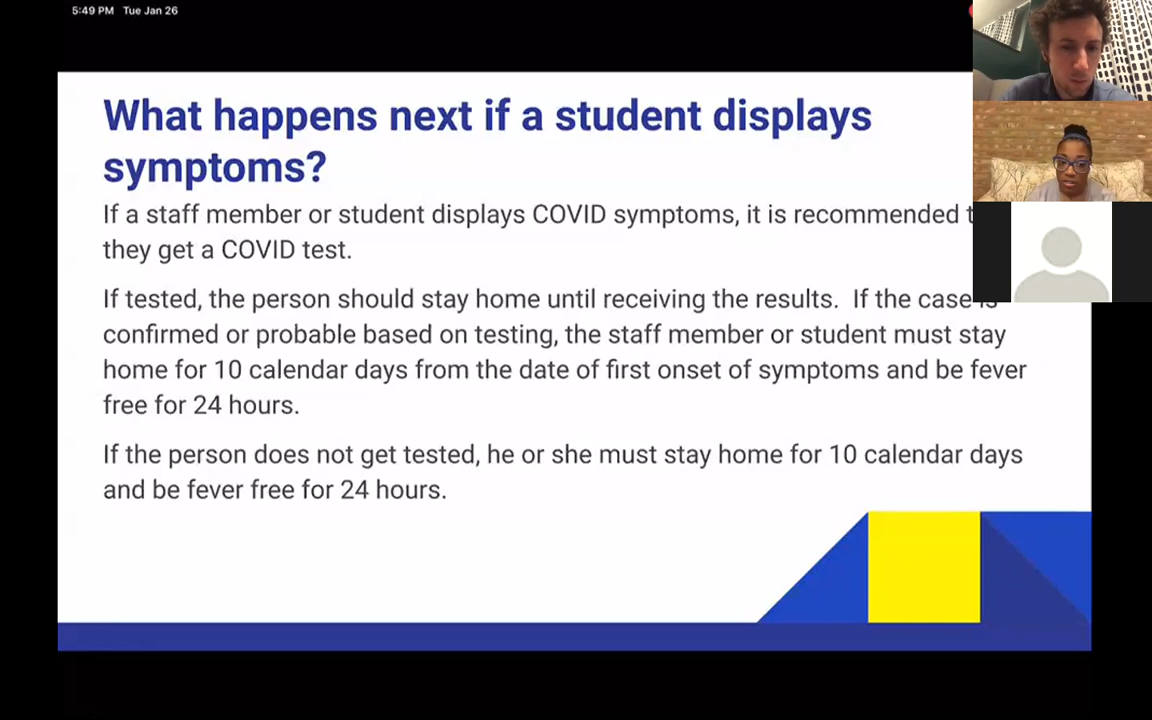 5:49 PM Tue Jan 26
What happens next if a student displays
symptoms?
If a staff member or student displays COVID symptoms, it is recommended
they get a COVID test.
If tested, the person should stay home until receiving the results. If the case is
confirmed or probable based on testing, the staff member or student must stay
home for 10 calendar days from the date of first onset of symptoms and be fever
free for 24 hours.
If the person does not get tested, he or she must stay home for 10 calendar days
and be fever free for 24 hours.